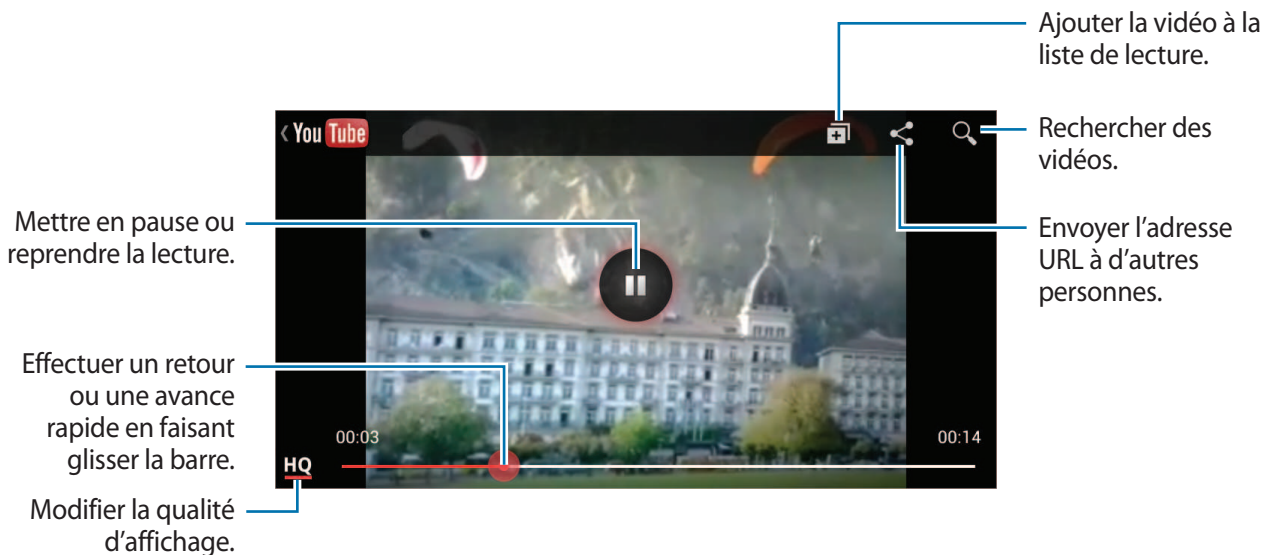 Ajouter la vidéo à la
liste de lecture.
You Tube
Rechercher des
vidéos.
Mettre en pause ou
reprendre la lecture.
Envoyer l’adresse
URL à d'autres
personnes.
Effectuer un retour
ou une avance
rapide en faisant
glisser la barre.
00:03
00:14
HQ
Modifier la qualité
d’affichage.